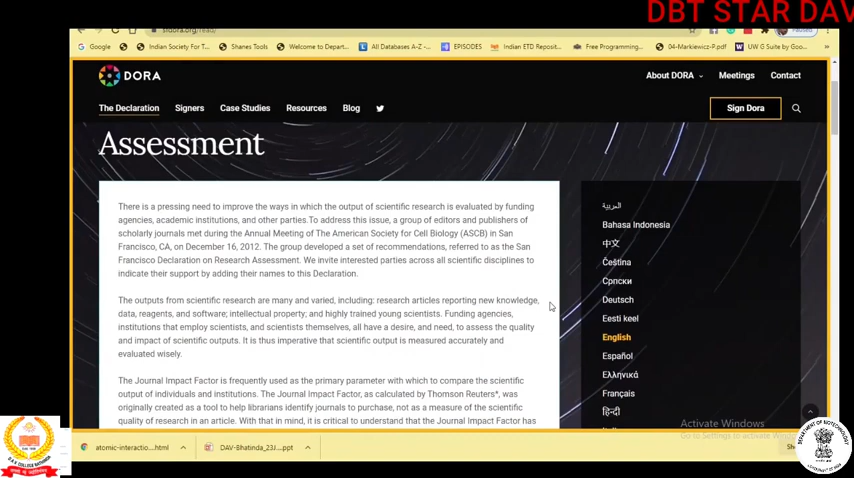 DBT STAR DAV
sfdora.org/read/
Paused
Google
Indian Society For T...
Shanes Tools
Welcome to Depart...
All Databases A-Z -...
EPISODES
Indian ETD Reposit...
Free Programming...
04-Markiewicz-P.pdf
UW G Suite by Goo...
DORA
About DORA
Meetings
Contact
The Declaration
Signers
Case Studies
Resources
Blog
Sign Dora
Assessment
There is a pressing need to improve the ways in which the output of scientific research is evaluated by funding
agencies, academic institutions, and other parties.To address this issue, a group of editors and publishers of
scholarly journals met during the Annual Meeting of The American Society for Cell Biology (ASCB) in San
Francisco, CA, on December 16, 2012. The group developed a set of recommendations, referred to as the San
Francisco Declaration on Research Assessment. We invite interested parties across all scientific disciplines to
indicate their support by adding their names to this Declaration.
The outputs from scientific research are many and varied, including: research articles reporting new knowledge,
data, reagents, and software; intellectual property; and highly trained young scientists. Funding agencies,
institutions that employ scientists, and scientists themselves, all have a desire, and need, to assess the quality
and impact of scientific outputs. It is thus imperative that scientific output is measured accurately and
evaluated wisely.
The Journal Impact Factor is frequently used as the primary parameter with which to compare the scientific
output of individuals and institutions. The Journal Impact Factor, as calculated by Thomson Reuters*, was
originally created as a tool to help librarians identify journals to purchase, not as a measure of the scientific
quality of research in an article. With that in mind, it is critical to understand that the Journal Impact Factor has
العربية
Bahasa Indonesia
中文
Čeština
Српски
Deutsch
Eesti keel
English
Español
Ελληνικά
Français
हिन्दी
Activate Windows
Go to Settings to activate Windows.
atomic-interactio....html
DAV-Bhatinda_23J....ppt
DEPARTMENT OF BIOTECHNOLOGY